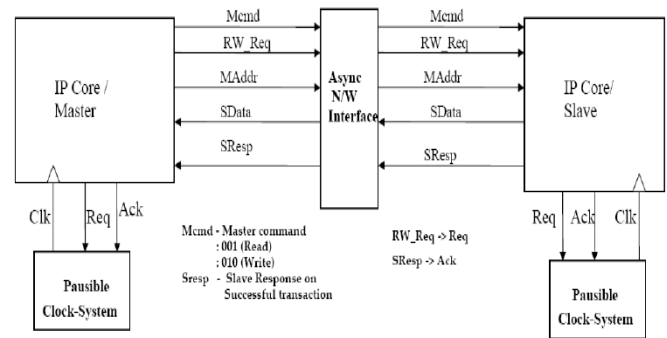 Mcmd
RW_Req
MAddr
SData
SResp
IP Core /
Master
Async
N/W
Interface
Mcmd
RW_Req
MAddr
SData
SResp
IP Core/
Slave
Clk
Req
Ack
Pausible
Clock-System
Mcmd - Master command
: 001 (Read)
: 010 (Write)
Sresp - Slave Response on
Successful transaction
RW_Req -> Req
SResp -> Ack
Req
Ack
Clk
Pausible
Clock-System